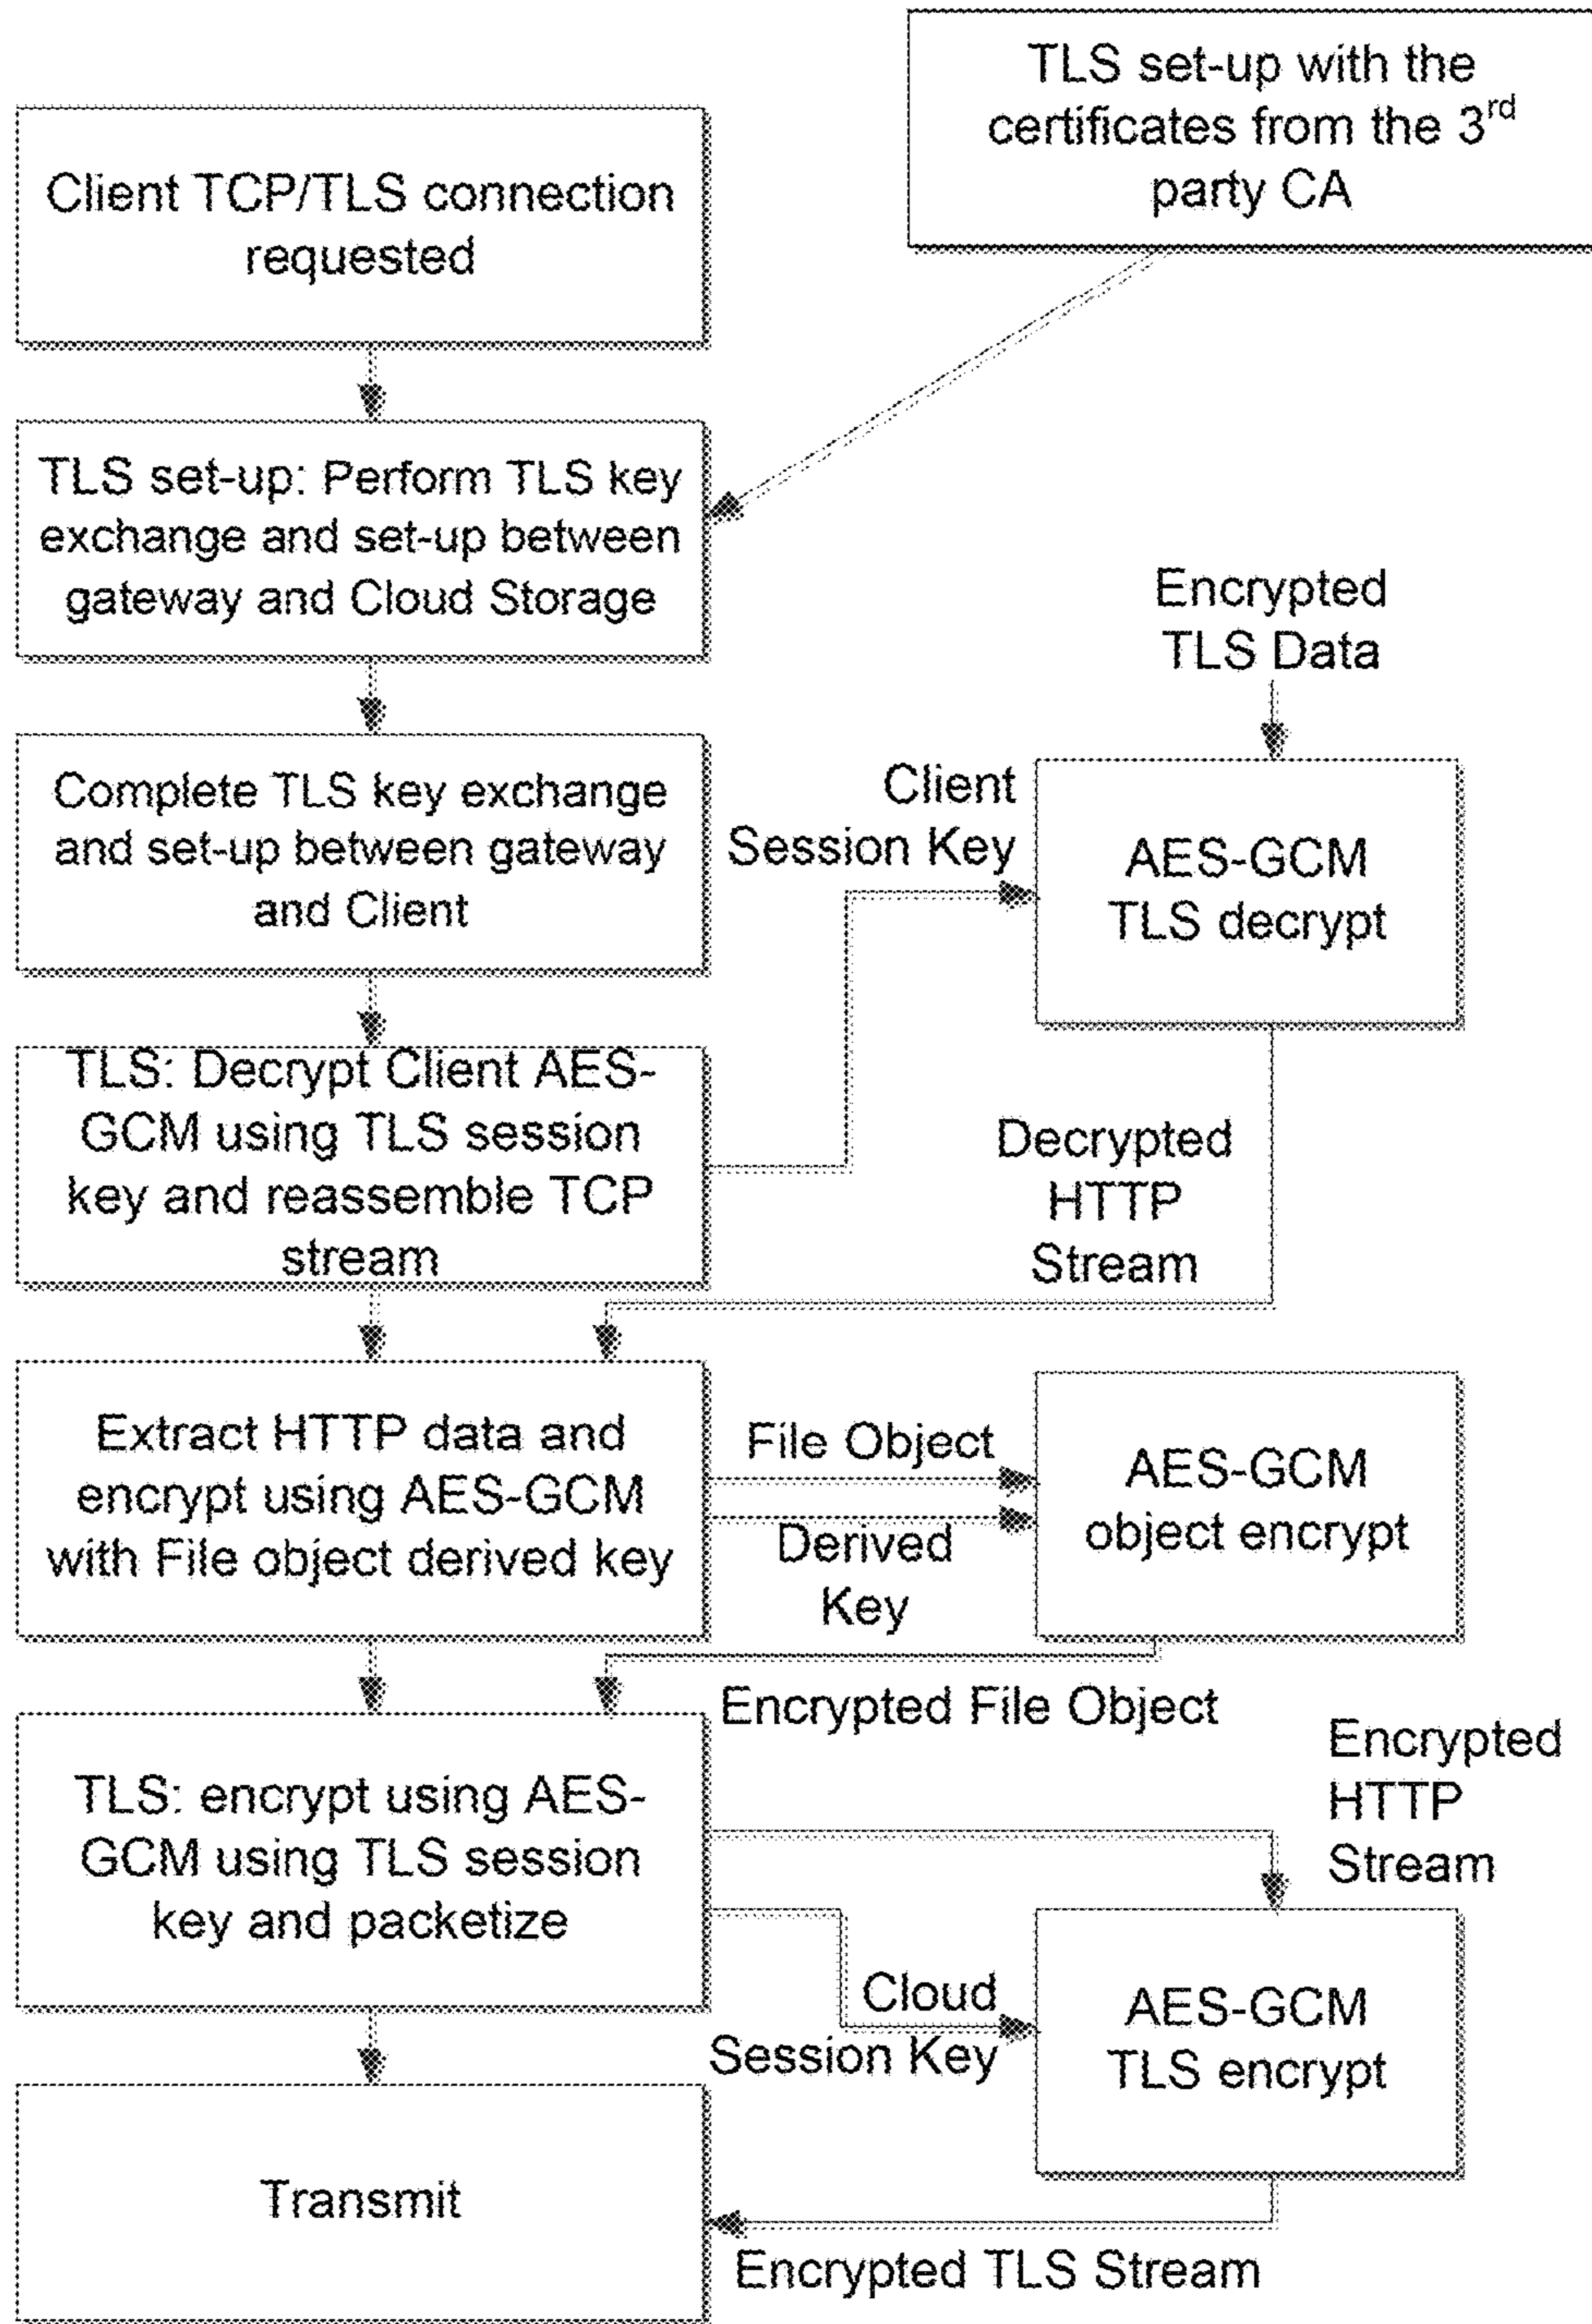 TLS set-up with the
certificates from the 3rd
party CA
Client TCP/TLS connection
requested
TLS set-up: Perform TLS key
exchange and set-up between
gateway and Cloud Storage
Encrypted
TLS Data
Complete TLS key exchange
and set-up between gateway
and Client
Client
Session Key
AES-GCM
TLS decrypt
TLS: Decrypt Client AES-
GCM using TLS session
key and reassemble TCP
stream
Decrypted
HTTP
Stream
Extract HTTP data and
encrypt using AES-GCM
with File object derived key
File Object
Derived
Key
AES-GCM
object encrypt
Encrypted File Object
TLS: encrypt using AES-
GCM using TLS session
key and packetize
Encrypted
HTTP
Stream
Cloud
Session Key
AES-GCM
TLS encrypt
Transmit
Encrypted TLS Stream